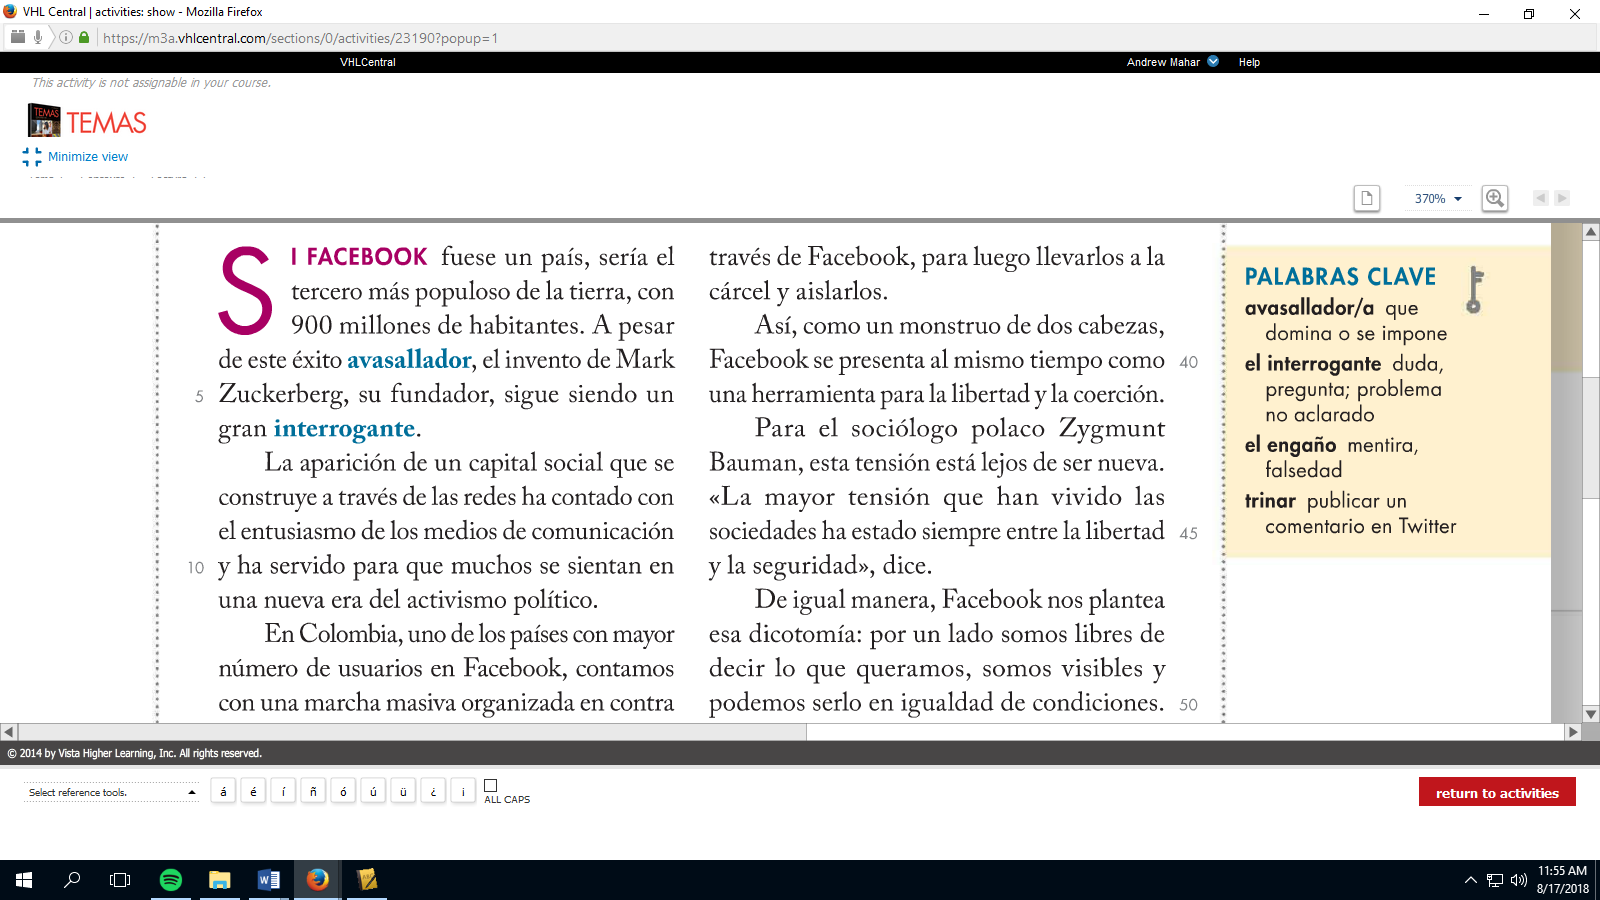 VHL Central | activities: show - Mozilla Firefox
https://m3a.vhlcentral.com/sections/0/activities/23190?popup=1
VHLCentral
Andrew Mahar
Help
This activity is not assignable in your course.
TEMAS
TEMAS
Minimize view
370%
SI FACEBOOK fuese un país, sería el
tercero más populoso de la tierra, con
900 millones de habitantes. A pesar
de este éxito avasallador, el invento de Mark
5 Zuckerberg, su fundador, sigue siendo un
gran interrogante.
La aparición de un capital social que se
construye a través de las redes ha contado con
el entusiasmo de los medios de comunicación
10 y ha servido para que muchos se sientan en
una nueva era del activismo político.
En Colombia, uno de los países con mayor
número de usuarios en Facebook, contamos
con una marcha masiva organizada en contra
través de Facebook, para luego llevarlos a la
cárcel y aislarlos.
Así, como un monstruo de dos cabezas,
Facebook se presenta al mismo tiempo como 40
una herramienta para la libertad y la coerción.
Para el sociólogo polaco Zygmunt
Bauman, esta tensión está lejos de ser nueva.
«La mayor tensión que han vivido las
sociedades ha estado siempre entre la libertad 45
y la seguridad», dice.
De igual manera, Facebook nos plantea
esa dicotomía: por un lado somos libres de
decir lo que queramos, somos visibles y
podemos serlo en igualdad de condiciones. 50
PALABRAS CLAVE
avasallador/a que
domina o se impone
el interrogante duda,
pregunta; problema
no aclarado
el engaño mentira,
falsedad
trinar publicar un
comentario en Twitter
© 2014 by Vista Higher Learning, Inc. All rights reserved.
Select reference tools.
á é í ñ ó ú ü ¿ ¡
ALL CAPS
return to activities
11:55 AM
8/17/2018